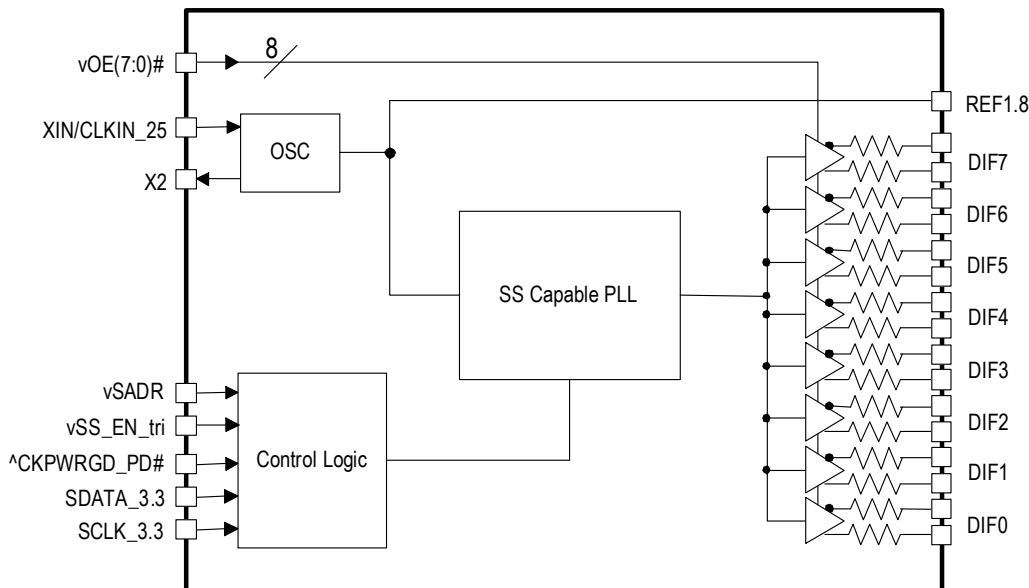 vOE(7:0)#
8
XIN/CLKIN_25
X2
OSC
REF1.8
DIF7
DIF6
DIF5
DIF4
DIF3
DIF2
DIF1
DIF0
SS Capable PLL
vSADR
vSS_EN_tri
^CKPWRGD_PD#
SDATA_3.3
SCLK_3.3
Control Logic